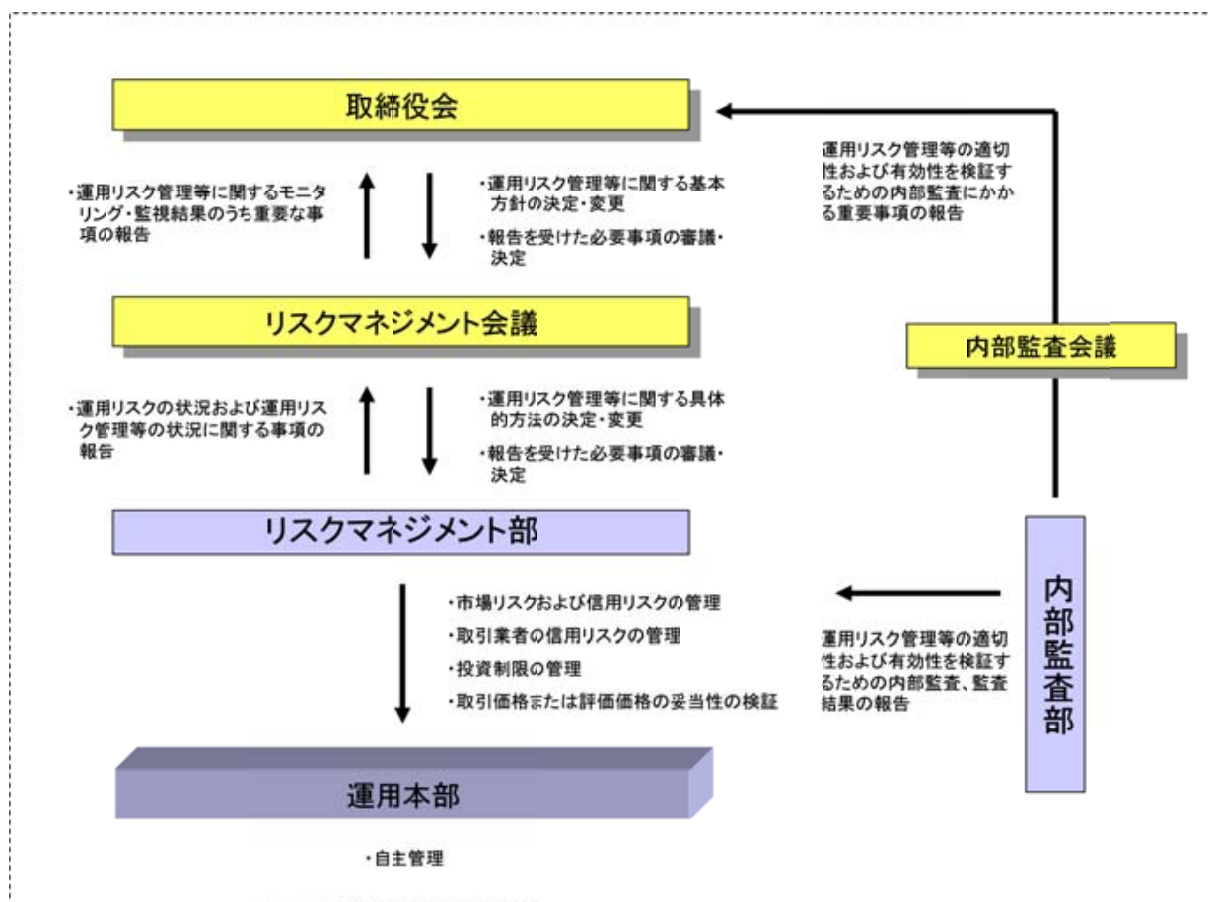 取締役会
・運用リスク管理等に関するモニ
タリング・監視結果のうち重要な事
項の報告
・運用リスク管理等に関する基本
方針の決定・変更
・報告を受けた必要事項の審議・
決定
運用リスク管理等の適切
性および有効性を検証す
るための内部監査にかか
る重要事項の報告
リスクマネジメント会議
内部監査会議
・運用リスクの状況および運用リス
ク管理等の状況に関する事項の
報告
・運用リスク管理等に関する具体
的方法の決定・変更
・報告を受けた必要事項の審議・
決定
リスクマネジメント部
・市場リスクおよび信用リスクの管理
・取引業者の信用リスクの管理
・投資制限の管理
・取引価格または評価価格の妥当性の検証
運用リスク管理等の適切
性および有効性を検証す
るための内部監査、監査
結果の報告
内部監査部
運用本部
・自主管理